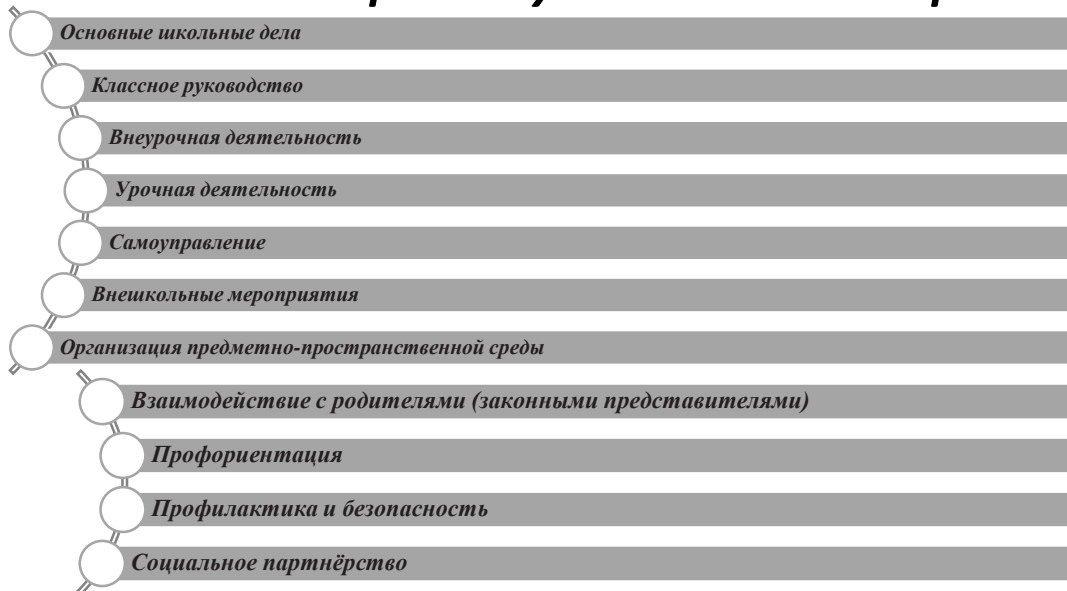 Основные школьные дела
Классное руководство
Внеурочная деятельность
Урочная деятельность
Самоуправление
Внешкольные мероприятия
Организация предметно-пространственной среды
Взаимодействие с родителями (законными представителями)
Профориентация
Профилактика и безопасность
Социальное партнёрство